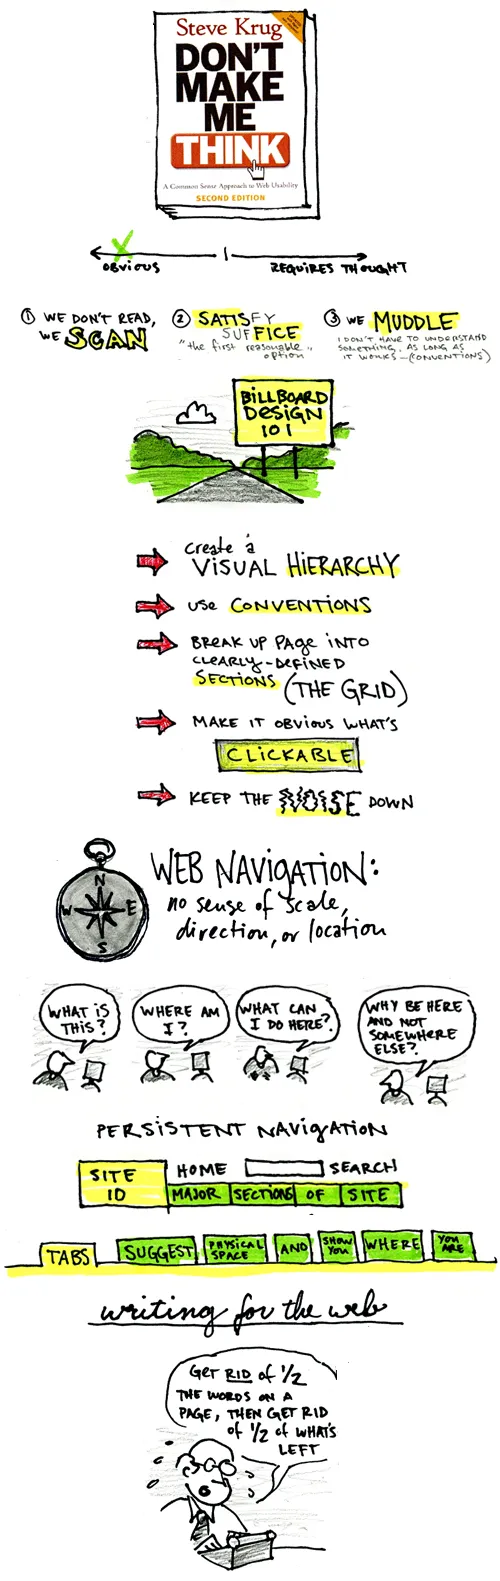 Steve Krug
DON'T
MAKE
ME
THINK
A Common Sense Approach to Web Usability
SECOND EDITION
OBVIOUS
REQUIRES THOUGHT
① WE DON'T READ,
WE SCAN
② SATISFY
SUFFICE
"the first reasonable"
option
③ WE MUDDLE
I DON'T HAVE TO UNDERSTAND
SOMETHING, AS LONG AS
IT WORKS-(CONVENTIONS)
BILLBOARD
DESIGN
101
create a
VISUAL HIERARCHY
USE CONVENTIONS
BREAK UP PAGE INTO
CLEARLY-DEFINED
SECTIONS (THE GRID)
MAKE IT OBVIOUS WHAT'S
CLICKABLE
KEEP THE NOISE DOWN
N
W E
S
WEB NAVIGATION:
no sense of scale,
direction, or location
WHAT IS
THIS?
WHERE AM
I?
WHAT CAN
I DO HERE?
WHY BE HERE
AND NOT
SOMEWHERE
ELSE?
PERSISTENT NAVIGATION
SITE
ID
HOME SEARCH
MAJOR SECTIONS OF SITE
TABS SUGGEST PHYSICAL SPACE AND SHOW YOU WHERE YOU ARE
writing for the web
GET RID of 1/2
THE WORDS ON A
PAGE, THEN GET RID
of 1/2 of WHAT'S
LEFT